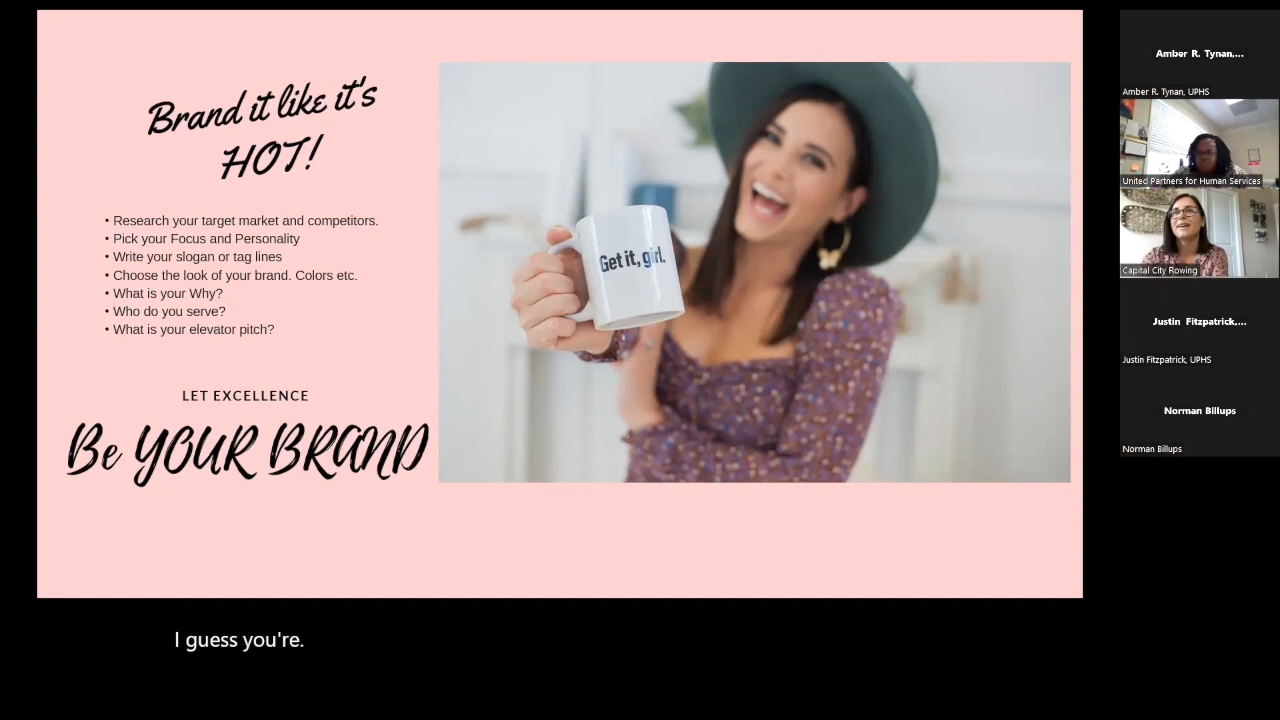 Brand it like it's
HOT!
• Research your target market and competitors.
• Pick your Focus and Personality
• Write your slogan or tag lines
• Choose the look of your brand. Colors etc.
• What is your Why?
• Who do you serve?
• What is your elevator pitch?
LET EXCELLENCE
Be YOUR BRAND
Get it, girl.
Amber R. Tynan,...
Amber R. Tynan, UPHS
United Partners for Human Services
Capital City Rowing
Justin Fitzpatrick,...
Justin Fitzpatrick, UPHS
Norman Billups
Norman Billups
I guess you're.